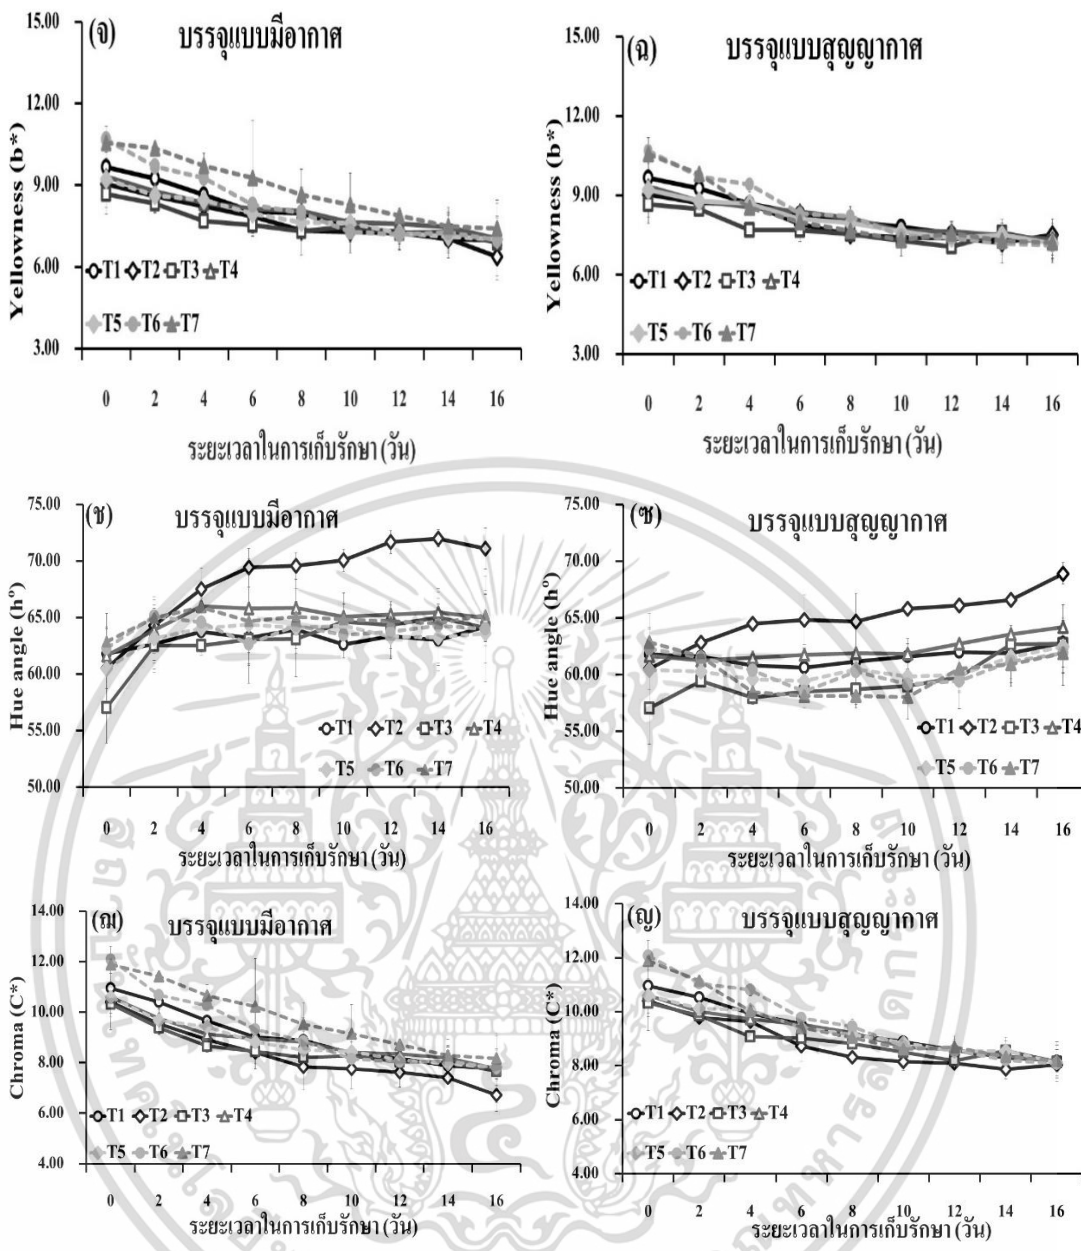 (จ) บรรจุแบบมีอากาศ
15.00
12.00
9.00
6.00
3.00
Yellowness (b*)
T1 T2 T3 T4
T5 T6 T7
0 2 4 6 8 10 12 14 16
ระยะเวลาในการเก็บรักษา (วัน)
(ฉ) บรรจุแบบสุญญากาศ
15.00
12.00
9.00
6.00
3.00
Yellowness (b*)
T1 T2 T3 T4
T5 T6 T7
0 2 4 6 8 10 12 14 16
ระยะเวลาในการเก็บรักษา (วัน)
(ช) บรรจุแบบมีอากาศ
75.00
70.00
65.00
60.00
55.00
50.00
Hue angle (h°)
T1 T2 T3 T4
T5 T6 T7
0 2 4 6 8 10 12 14 16
ระยะเวลาในการเก็บรักษา (วัน)
(ซ) บรรจุแบบสุญญากาศ
75.00
70.00
65.00
60.00
55.00
50.00
Hue angle (h°)
T1 T2 T3 T4
T5 T6 T7
0 2 4 6 8 10 12 14 16
ระยะเวลาในการเก็บรักษา (วัน)
(ฌ) บรรจุแบบมีอากาศ
14.00
12.00
10.00
8.00
6.00
4.00
Chroma (C*)
T1 T2 T3 T4
T5 T6 T7
0 2 4 6 8 10 12 14 16
ระยะเวลาในการเก็บรักษา (วัน)
(ญ) บรรจุแบบสุญญากาศ
14.00
12.00
10.00
8.00
6.00
4.00
Chroma (C*)
T1 T2 T3 T4
T5 T6 T7
0 2 4 6 8 10 12 14 16
ระยะเวลาในการเก็บรักษา (วัน)